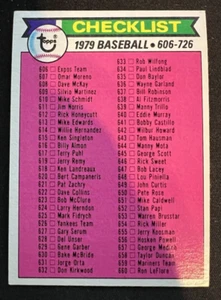 topps
CHECKLIST
1979 BASEBALL • 606-726
606 Expos Team
607 Omar Moreno
608 Dave McKay
609 Silvio Martinez
610 Mike Schmidt
611 Jim Fregosi
612 Rick Honeycutt
613 Mike Edwards
614 Willie Hernandez
615 Ken Singleton
616 Billy Almon
617 Terry Puhl
618 Jerry Remy
619 Ken Landreaux
620 Bert Campaneris
621 Pat Zachry
622 Dave Collins
623 Bob McClure
624 Larry Herndon
625 Mark Fidrych
626 Yankees Team
627 Gary Serum
628 Del Unser
629 Gene Garber
630 Bake McBride
631 Jorge Orta
632 Don Kirkwood
633 Rob Wilfong
634 Paul Lindblad
635 Don Baylor
636 Wayne Garland
637 Bill Robinson
638 Al Fitzmorris
639 Manny Trillo
640 Eddie Murray
641 Bobby Castillo
642 Wilbur Howard
643 Tom Hausman
644 Manny Mota
645 George Scott
646 Rick Sweet
647 Bob Lacey
648 Lou Piniella
649 John Curtis
650 Pete Rose
651 Mike Caldwell
652 Stan Papi
653 Warren Brusstar
654 Rick Miller
655 Jerry Koosman
656 Hosken Powell
657 George Medich
658 Taylor Duncan
659 Mariners Team
660 Ron LeFlore